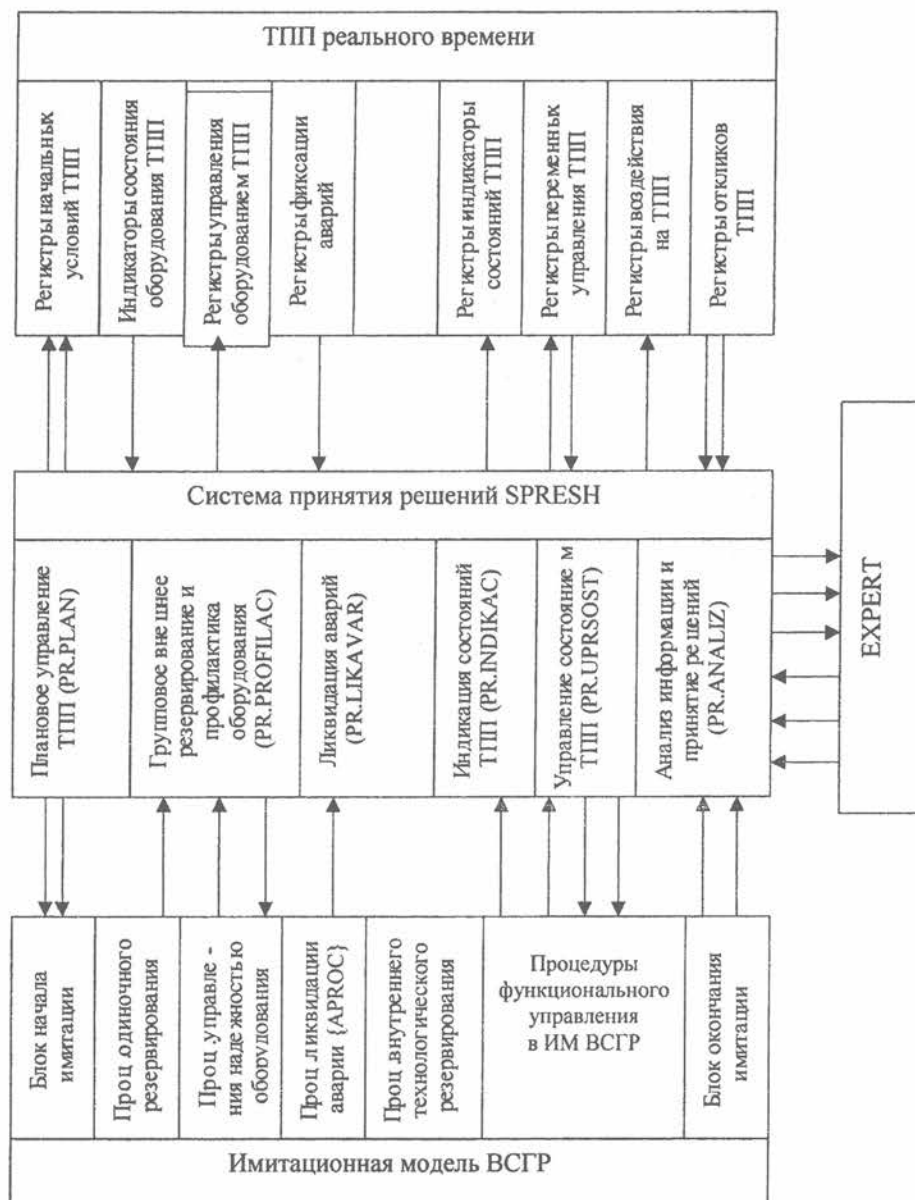 ТПП реального времени
Регистры начальных
условий ТПП
Индикаторы состояния
оборудования ТПП
Регистры управления
оборудованием ТПП
Регистры фиксации
аварий
Регистры индикаторы
состояний ТПП
Регистры переменных
управления ТПП
Регистры воздействия
на ТПП
Регистры откликов
ТПП
Система принятия решений SPRESH
Плановое управление
ТПП (PR.PLAN)
Групповое внешнее
резервирование и
профилактика
оборудования
(PR.PROFILAC)
Ликвидация аварий
(PR.LIKAVAR)
Индикация состояний
ТПП (PR.INDIKAC)
Управление состояние м
ТПП (PR.UPRSOST)
Анализ информации и
принятие решений
(PR.ANALIZ)
EXPERT
Блок начала
имитации
Проц .одиночного
резервирования
Проц .управле -
ния надежностью
оборудования
Проц .ликвидации
аварии {APROC}
Проц .внутреннего
технологического
резервирования
Процедуры
функционального
управления
в ИМ ВСГР
Блок окончания
имитации
Имитационная модель ВСГР